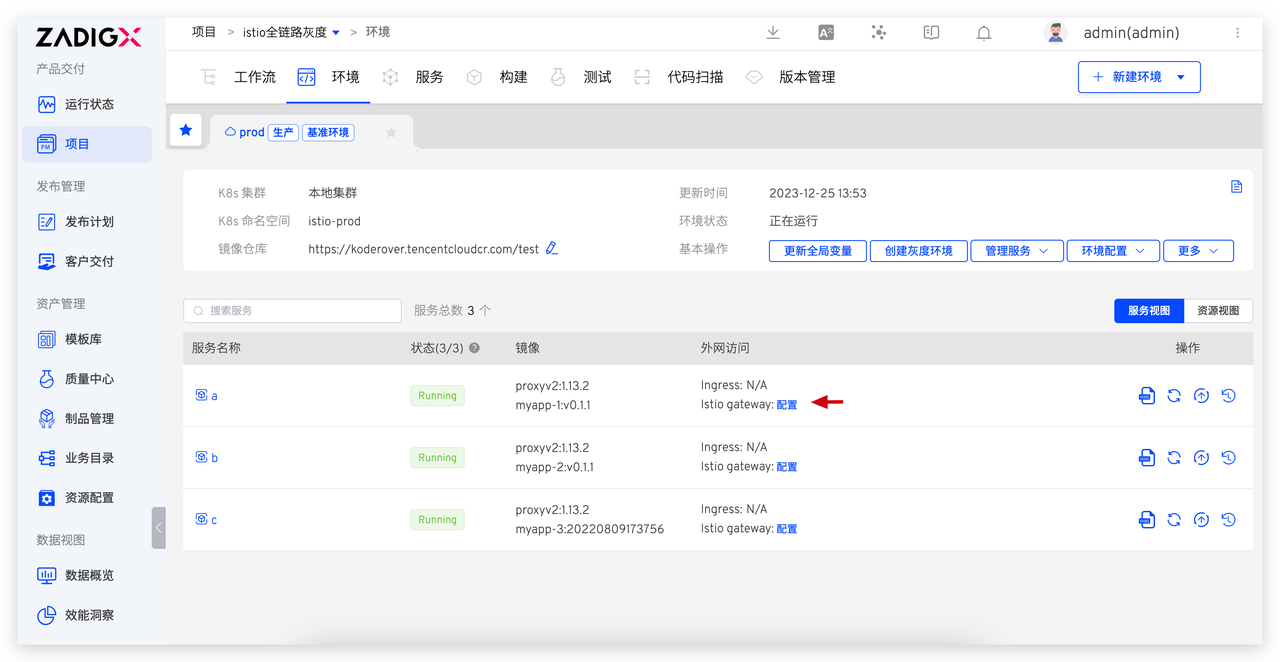 ZADIGX
项目 > istio全链路灰度 > 环境
admin(admin)
产品交付
运行状态
项目
发布管理
发布计划
客户交付
资产管理
模板库
质量中心
制品管理
业务目录
资源配置
数据视图
数据概览
效能洞察
工作流 环境 服务 构建 测试 代码扫描 版本管理
+ 新建环境
prod 生产 基准环境
K8s 集群 本地集群 更新时间 2023-12-25 13:53
K8s 命名空间 istio-prod 环境状态 正在运行
镜像仓库 https://koderover.tencentcloudcr.com/test 基本操作 更新全局变量 创建灰度环境 管理服务 环境配置 更多
搜索服务 服务总数 3 个 服务视图 资源视图
服务名称 状态(3/3) 镜像 外网访问 操作
a Running proxyv2:1.13.2 Ingress: N/A
myapp-1:v0.1.1 Istio gateway: 配置
b Running proxyv2:1.13.2 Ingress: N/A
myapp-2:v0.1.1 Istio gateway: 配置
c Running proxyv2:1.13.2 Ingress: N/A
myapp-3:20220809173756 Istio gateway: 配置